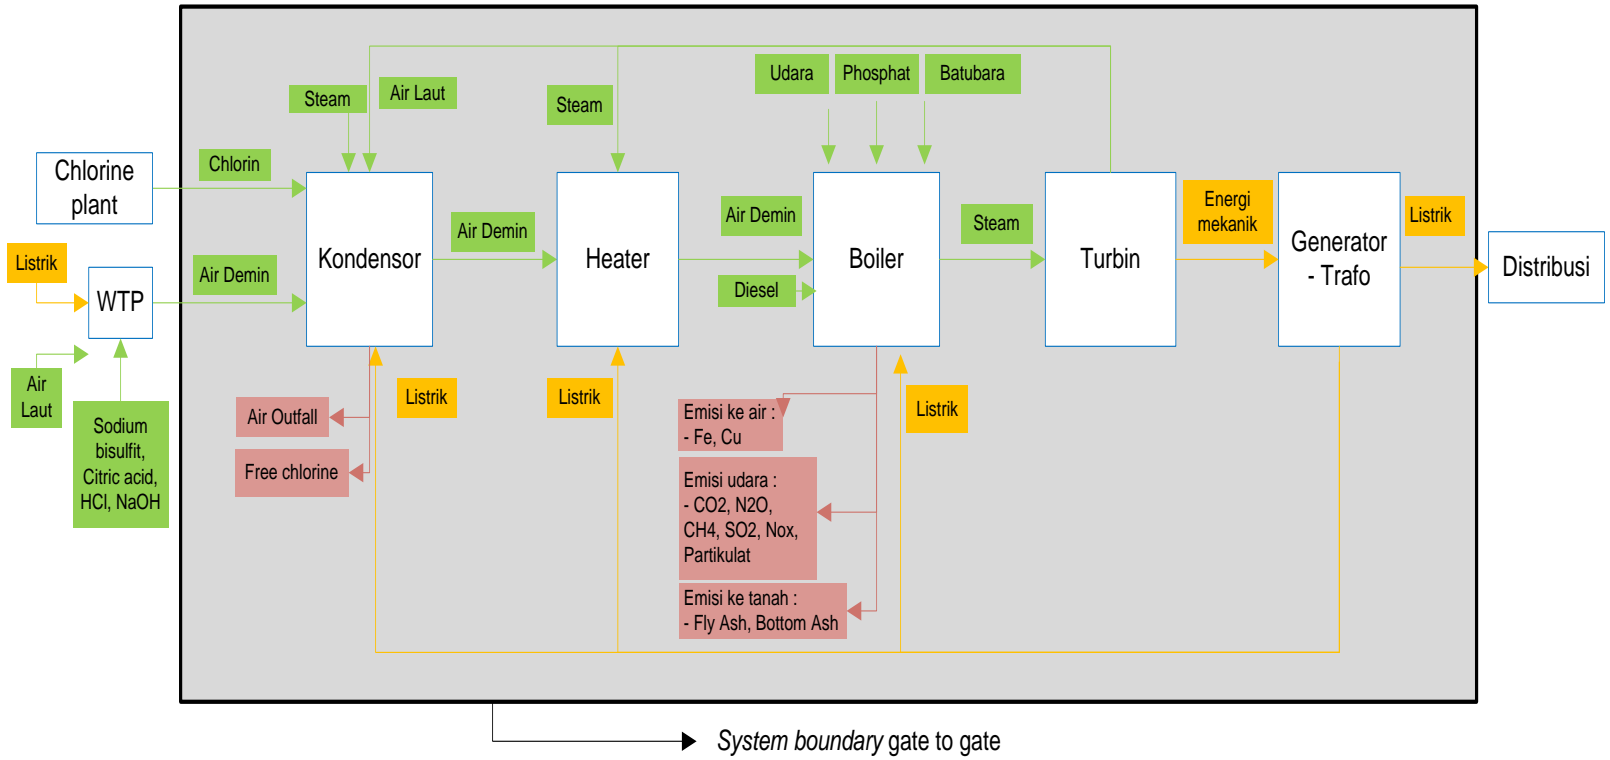 Udara
Phosphat
Batubara
Steam
Air Laut
Steam
Chlorine
plant
Chlorin
Energi
mekanik
Listrik
Air Demin
Air Demin
Steam
Kondensor
Heater
Boiler
Turbin
Generator
- Trafo
Distribusi
Listrik
WTP
Air Demin
Diesel
Air
Laut
Sodium
bisulfit,
Citric acid,
HCl, NaOH
Air Outfall
Free chlorine
Listrik
Listrik
Emisi ke air :
- Fe, Cu
Listrik
Emisi udara :
- CO2, N2O,
CH4, SO2, Nox,
Partikulat
Emisi ke tanah :
- Fly Ash, Bottom Ash
System boundary gate to gate